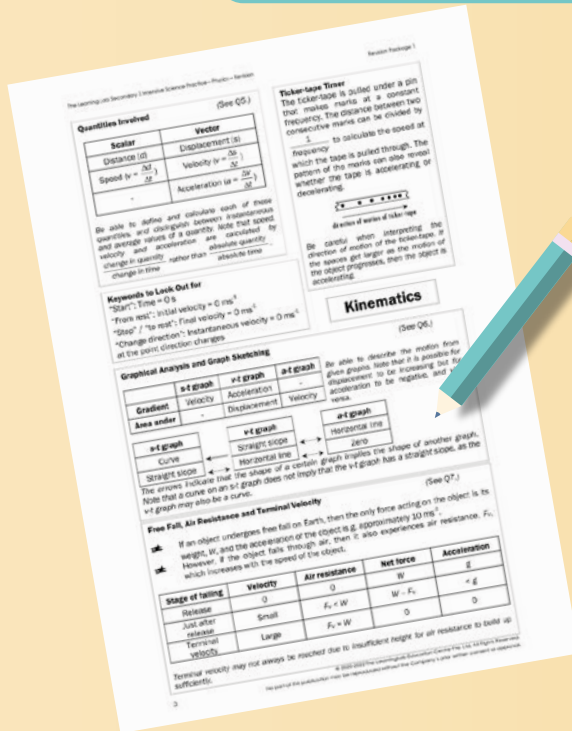 The Learning Lab Secondary 3 Intensive Science Practice – Physics – Revision
Revision Package 1
Quantities Involved
(See Q5.)
Scalar Vector
Distance (d) Displacement (s)
Speed (v = Δd/Δt) Velocity (v = Δs/Δt)
- Acceleration (a = Δv/Δt)
Be able to define and calculate each of these
quantities, and distinguish between instantaneous
and average values of a quantity. Note that speed,
velocity and acceleration are calculated by
change in quantity / change in time rather than absolute quantity / absolute time
Keywords to Look Out for
"Start": Time = 0 s
"From rest": Initial velocity = 0 ms⁻¹
"Stop" / "to rest": Final velocity = 0 ms⁻¹
"Change direction": Instantaneous velocity = 0 ms⁻¹
at the point direction changes
Ticker-tape Timer
The ticker-tape is pulled under a pin
that makes marks at a constant
frequency. The distance between two
consecutive marks can be divided by
1 / frequency to calculate the speed at
which the tape is pulled through. The
pattern of the marks can also reveal
whether the tape is accelerating or
decelerating.
direction of motion of ticker-tape
Be careful when interpreting the
direction of motion of the ticker-tape. If
the spaces get larger as the motion of
the object progresses, then the object is
accelerating.
Kinematics
Graphical Analysis and Graph Sketching
(See Q6.)
s-t graph v-t graph a-t graph
Gradient Velocity Acceleration -
Area under - Displacement Velocity
Be able to describe the motion from
given graphs. Note that it is possible for
displacement to be increasing but
acceleration to be negative, and
versa.
s-t graph
Curve
Straight slope
v-t graph
Straight slope
Horizontal line
a-t graph
Horizontal line
Zero
The arrows indicate that the shape of a certain graph implies the shape of another graph.
Note that a curve on an s-t graph does not imply that the v-t graph has a straight slope, as the
v-t graph may also be a curve.
Free Fall, Air Resistance and Terminal Velocity
(See Q7.)
If an object undergoes free fall on Earth, then the only force acting on the object is its
weight, W, and the acceleration of the object is g, approximately 10 ms⁻².
However, if the object falls through air, then it also experiences air resistance, Fᵥ,
which increases with the speed of the object.
Stage of falling Velocity Air resistance Net force Acceleration
Release 0 0 W g
Just after release Small Fᵥ < W W - Fᵥ < g
Terminal velocity Large Fᵥ = W 0 0
Terminal velocity may not always be reached due to insufficient height for air resistance to build up
sufficiently.
3
No part of this publication may be reproduced without the Company's prior written consent